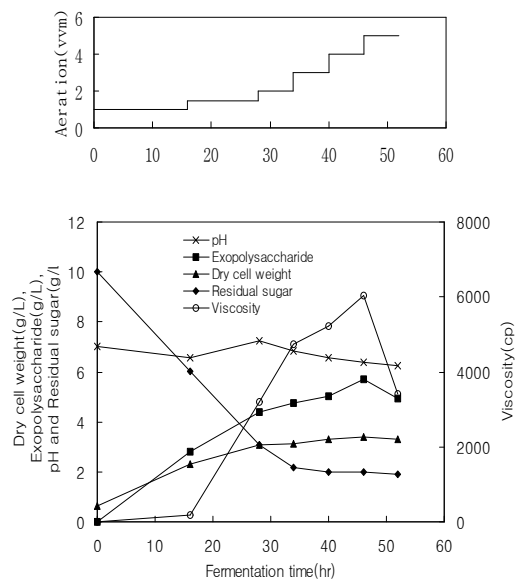 6
4
2
0
Aeration(vvm)
0 10 20 30 40 50 60
12
10
8
6
4
2
0
Dry cell weight(g/L),
Exopolysaccharide(g/L),
pH and Residual sugar(g/l
pH
Exopolysaccharide
Dry cell weight
Residual sugar
Viscosity
8000
6000
4000
2000
0
Viscosity(cp)
0 10 20 30 40 50 60
Fermentation time(hr)